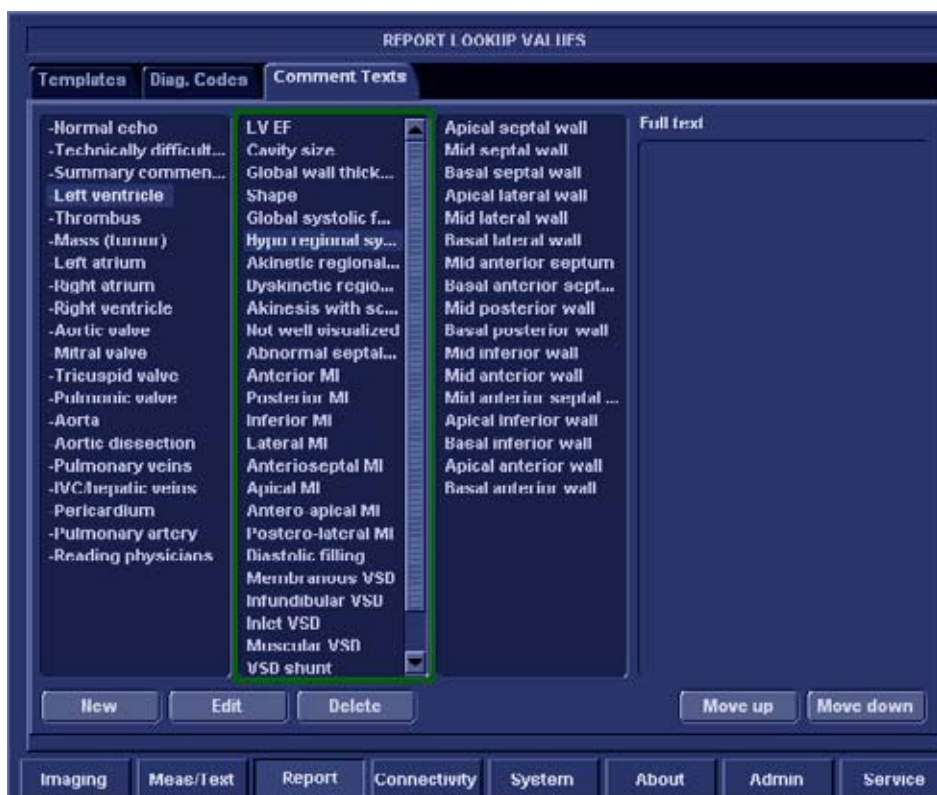 REPORT LOOKUP VALUES
Templates
Diag. Codes
Comment Texts
-Normal echo
-Technically difficult...
-Summary commen...
-Left ventricle
-Thrombus
-Mass (tumor)
-Left atrium
-Right atrium
-Right ventricle
-Aortic valve
-Mitral valve
-Tricuspid valve
-Pulmonic valve
-Aorta
-Aortic dissection
-Pulmonary veins
-IVC/hepatic veins
-Pericardium
-Pulmonary artery
-Reading physicians
LV EF
Cavity size
Global wall thick...
Shape
Global systolic f...
Hypo regional sy...
Akinetic regional...
Dyskinetic regio...
Akinesis with sc...
Not well visualized
Abnormal septal...
Anterior MI
Posterior MI
Inferior MI
Lateral MI
Anterioseptal MI
Apical MI
Antero-apical MI
Postero-lateral MI
Diastolic filling
Membranous VSD
Infundibular VSD
Inlet VSD
Muscular VSD
VSD shunt
Apical septal wall
Mid septal wall
Basal septal wall
Apical lateral wall
Mid lateral wall
Basal lateral wall
Mid anterior septum
Basal anterior sept...
Mid posterior wall
Basal posterior wall
Mid inferior wall
Mid anterior wall
Mid anterior septal ...
Apical inferior wall
Basal inferior wall
Apical anterior wall
Basal anterior wall
Full text
New
Edit
Delete
Move up
Move down
Imaging
Meas/Text
Report
Connectivity
System
About
Admin
Service